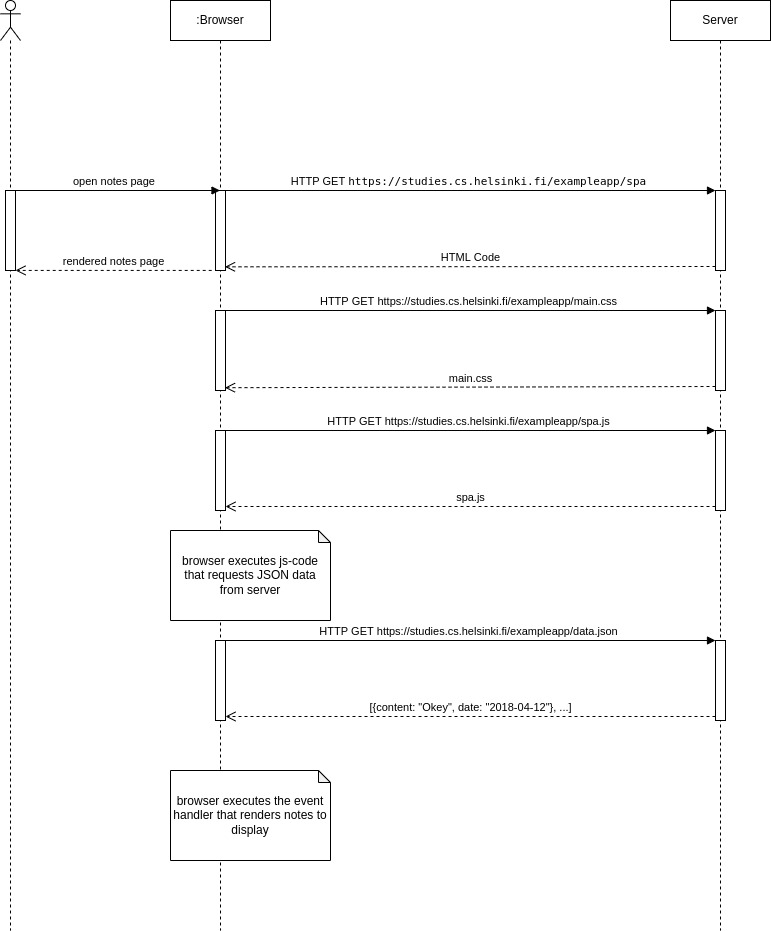 :Browser
Server
open notes page
HTTP GET https://studies.cs.helsinki.fi/exampleapp/spa
HTML Code
rendered notes page
HTTP GET https://studies.cs.helsinki.fi/exampleapp/main.css
main.css
HTTP GET https://studies.cs.helsinki.fi/exampleapp/spa.js
spa.js
browser executes js-code
that requests JSON data
from server
HTTP GET https://studies.cs.helsinki.fi/exampleapp/data.json
[{content: "Okey", date: "2018-04-12"}, ...]
browser executes the event
handler that renders notes to
display